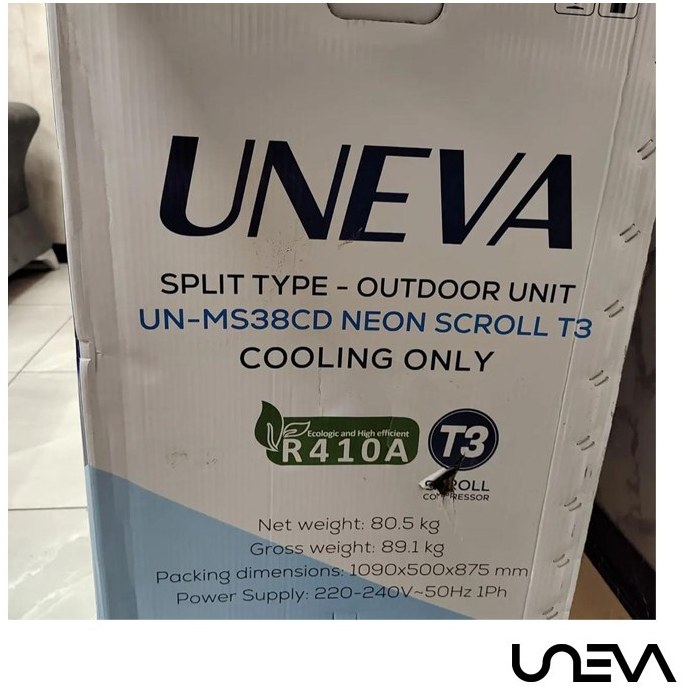 UNEVA
SPLIT TYPE - OUTDOOR UNIT
UN-MS38CD NEON SCROLL T3
COOLING ONLY
Ecologic and High efficient
R410A
T3
SCROLL
COMPRESSOR
Net weight: 80.5 kg
Gross weight: 89.1 kg
Packing dimensions: 1090x500x875 mm
Power Supply: 220-240V~50Hz 1Ph
UNEVA